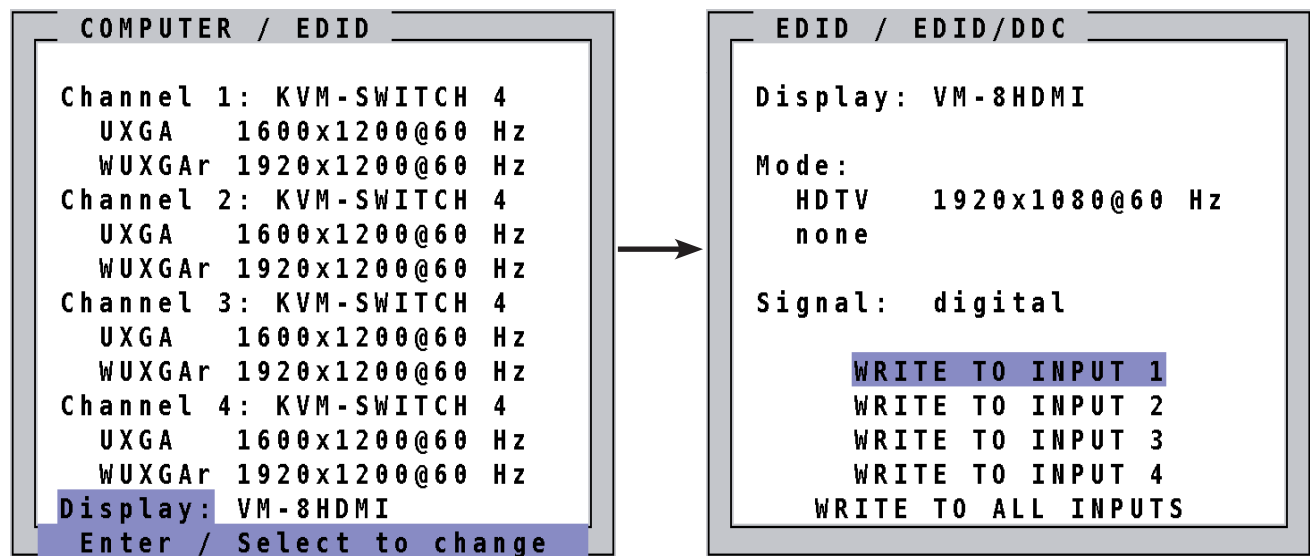 COMPUTER / EDID
Channel 1: KVM-SWITCH 4
UXGA 1600x1200@60 Hz
WUXGAr 1920x1200@60 Hz
Channel 2: KVM-SWITCH 4
UXGA 1600x1200@60 Hz
WUXGAr 1920x1200@60 Hz
Channel 3: KVM-SWITCH 4
UXGA 1600x1200@60 Hz
WUXGAr 1920x1200@60 Hz
Channel 4: KVM-SWITCH 4
UXGA 1600x1200@60 Hz
WUXGAr 1920x1200@60 Hz
Display: VM-8HDMI
Enter / Select to change
EDID / EDID/DDC
Display: VM-8HDMI
Mode:
HDTV 1920x1080@60 Hz
none
Signal: digital
WRITE TO INPUT 1
WRITE TO INPUT 2
WRITE TO INPUT 3
WRITE TO INPUT 4
WRITE TO ALL INPUTS